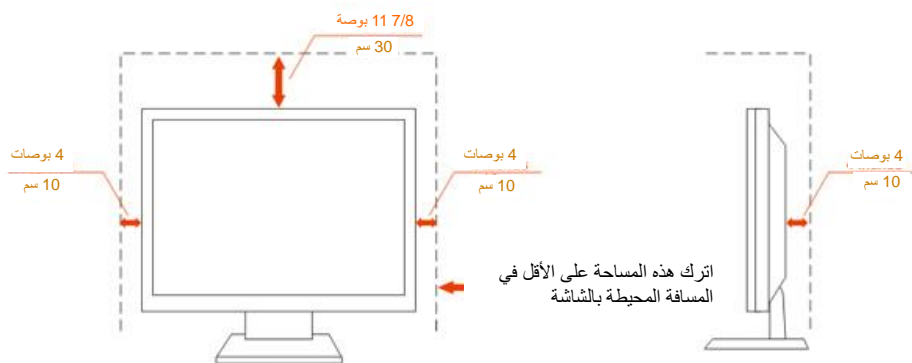 11 7/8 بوصة
30 سم
4 بوصات
10 سم
4 بوصات
10 سم
4 بوصات
10 سم
اترك هذه المساحة على الأقل في
المسافة المحيطة بالشاشة